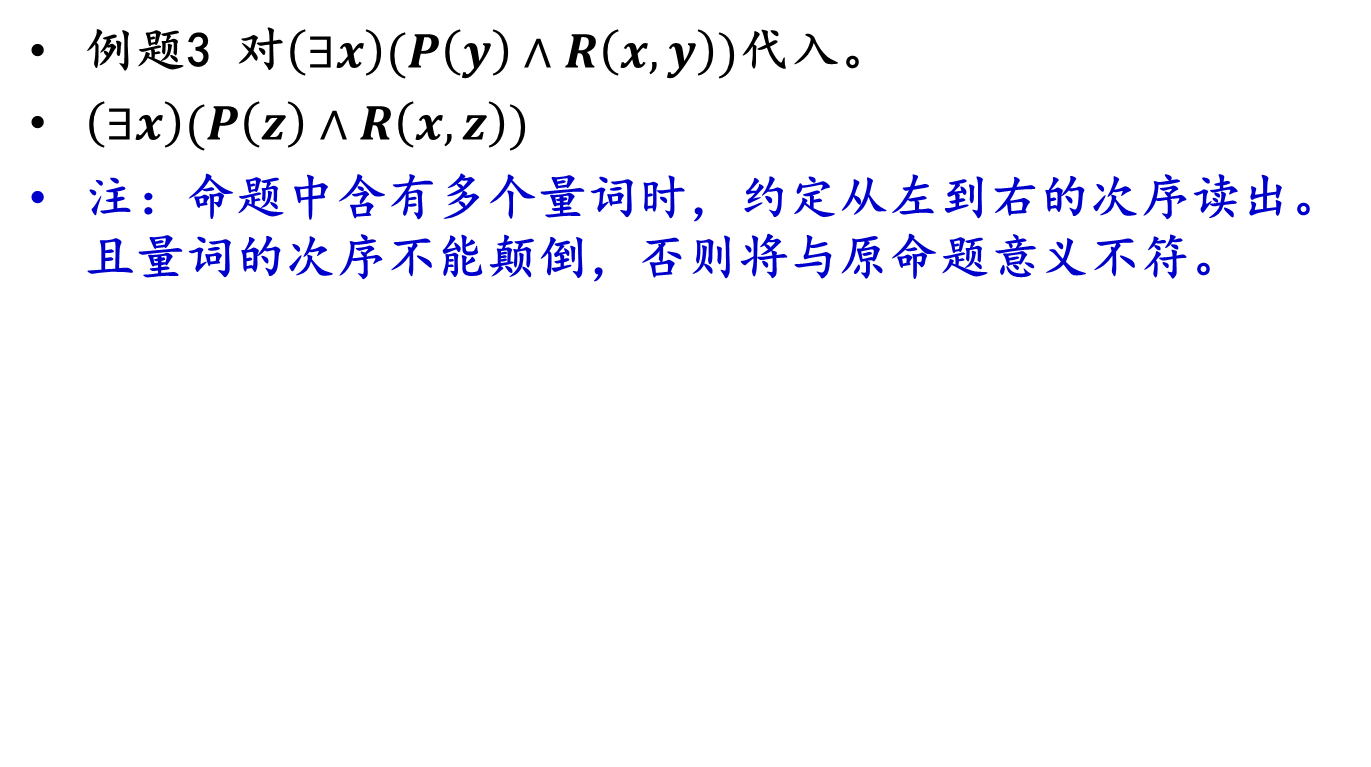 • 例题3 对(∃x)(P(y)∧R(x,y))代入。
• (∃x)(P(z)∧R(x,z))
• 注：命题中含有多个量词时，约定从左到右的次序读出。
且量词的次序不能颠倒，否则将与原命题意义不符。